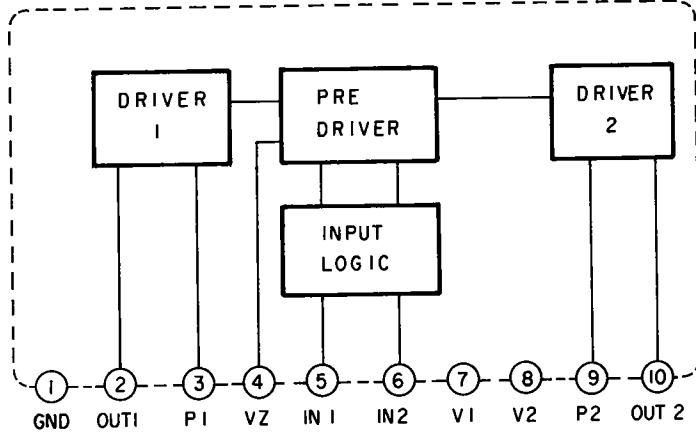 DRIVER
1
PRE
DRIVER
DRIVER
2
INPUT
LOGIC
1 2 3 4 5 6 7 8 9 10
GND OUT1 P1 VZ IN1 IN2 V1 V2 P2 OUT 2